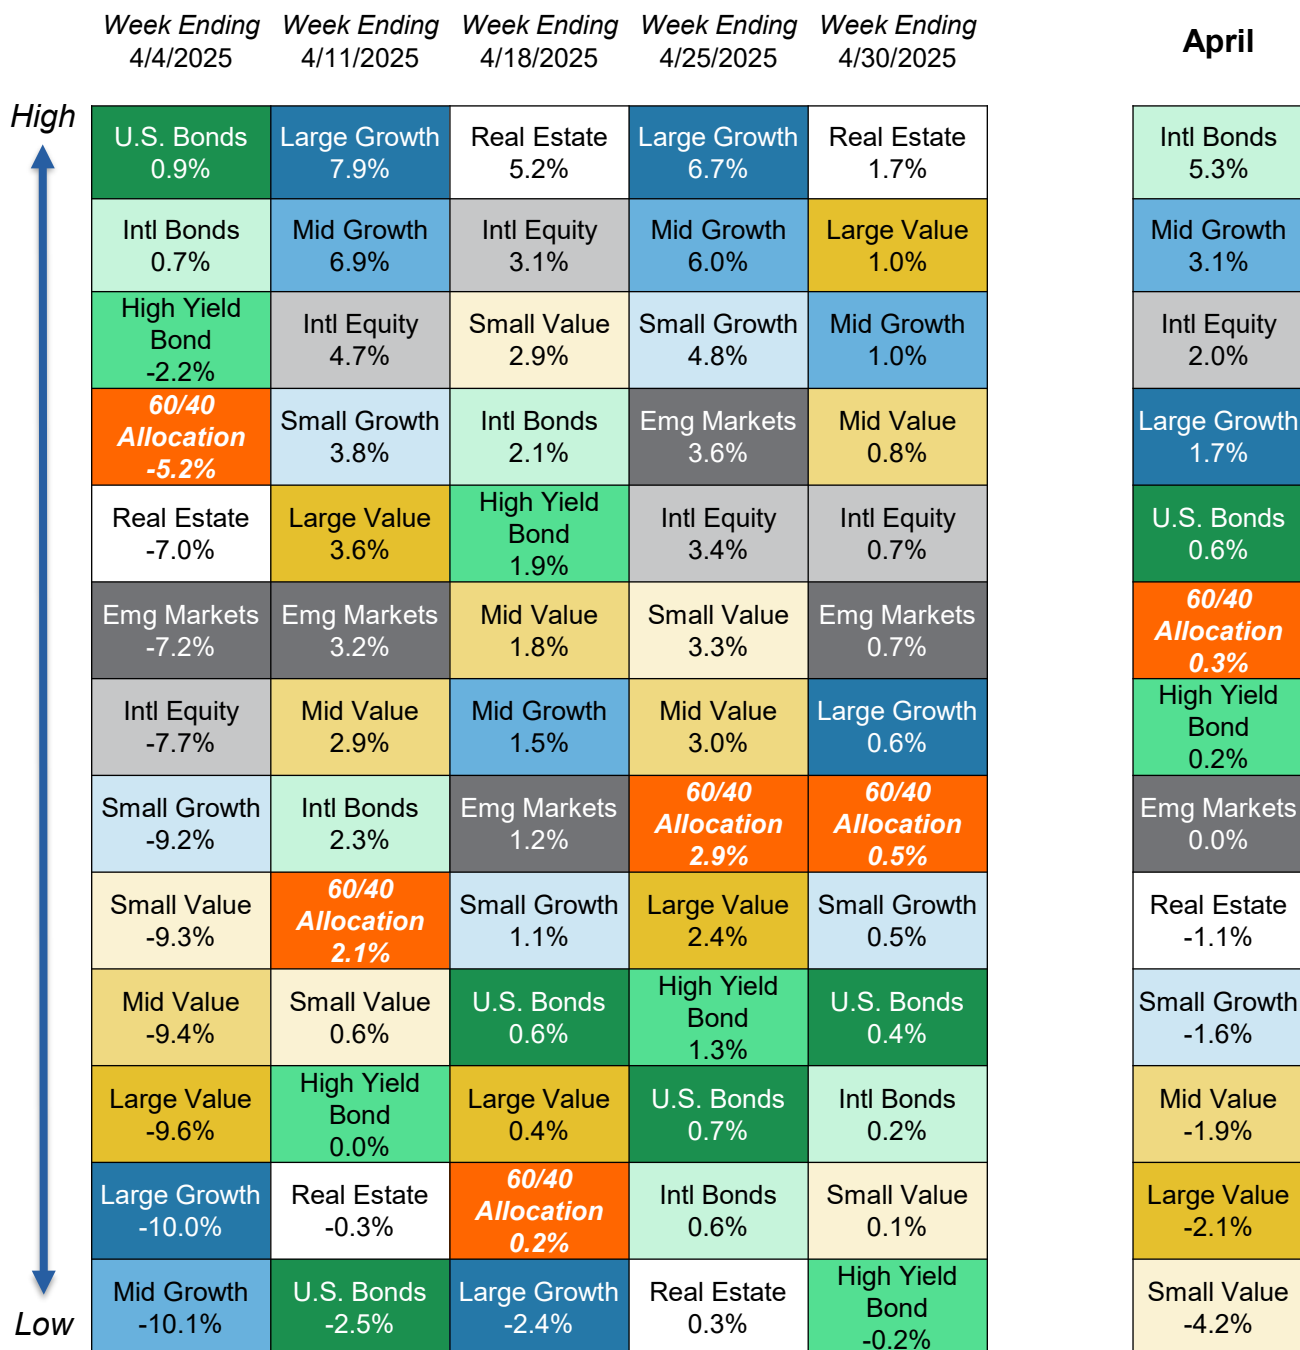 Week Ending
4/4/2025
Week Ending
4/11/2025
Week Ending
4/18/2025
Week Ending
4/25/2025
Week Ending
4/30/2025
April
High
U.S. Bonds
0.9%
Large Growth
7.9%
Real Estate
5.2%
Large Growth
6.7%
Real Estate
1.7%
Intl Bonds
5.3%
Intl Bonds
0.7%
Mid Growth
6.9%
Intl Equity
3.1%
Mid Growth
6.0%
Large Value
1.0%
Mid Growth
3.1%
High Yield
Bond
-2.2%
Intl Equity
4.7%
Small Value
2.9%
Small Growth
4.8%
Mid Growth
1.0%
Intl Equity
2.0%
60/40
Allocation
-5.2%
Small Growth
3.8%
Intl Bonds
2.1%
Emg Markets
3.6%
Mid Value
0.8%
Large Growth
1.7%
Real Estate
-7.0%
Large Value
3.6%
High Yield
Bond
1.9%
Intl Equity
3.4%
Intl Equity
0.7%
U.S. Bonds
0.6%
Emg Markets
-7.2%
Emg Markets
3.2%
Mid Value
1.8%
Small Value
3.3%
Emg Markets
0.7%
60/40
Allocation
0.3%
Intl Equity
-7.7%
Mid Value
2.9%
Mid Growth
1.5%
Mid Value
3.0%
Large Growth
0.6%
High Yield
Bond
0.2%
Small Growth
-9.2%
Intl Bonds
2.3%
Emg Markets
1.2%
60/40
Allocation
2.9%
60/40
Allocation
0.5%
Emg Markets
0.0%
Small Value
-9.3%
60/40
Allocation
2.1%
Small Growth
1.1%
Large Value
2.4%
Small Growth
0.5%
Real Estate
-1.1%
Mid Value
-9.4%
Small Value
0.6%
U.S. Bonds
0.6%
High Yield
Bond
1.3%
U.S. Bonds
0.4%
Small Growth
-1.6%
Large Value
-9.6%
High Yield
Bond
0.0%
Large Value
0.4%
U.S. Bonds
0.7%
Intl Bonds
0.2%
Mid Value
-1.9%
Large Growth
-10.0%
Real Estate
-0.3%
60/40
Allocation
0.2%
Intl Bonds
0.6%
Small Value
0.1%
Large Value
-2.1%
Low
Mid Growth
-10.1%
U.S. Bonds
-2.5%
Large Growth
-2.4%
Real Estate
0.3%
High Yield
Bond
-0.2%
Small Value
-4.2%